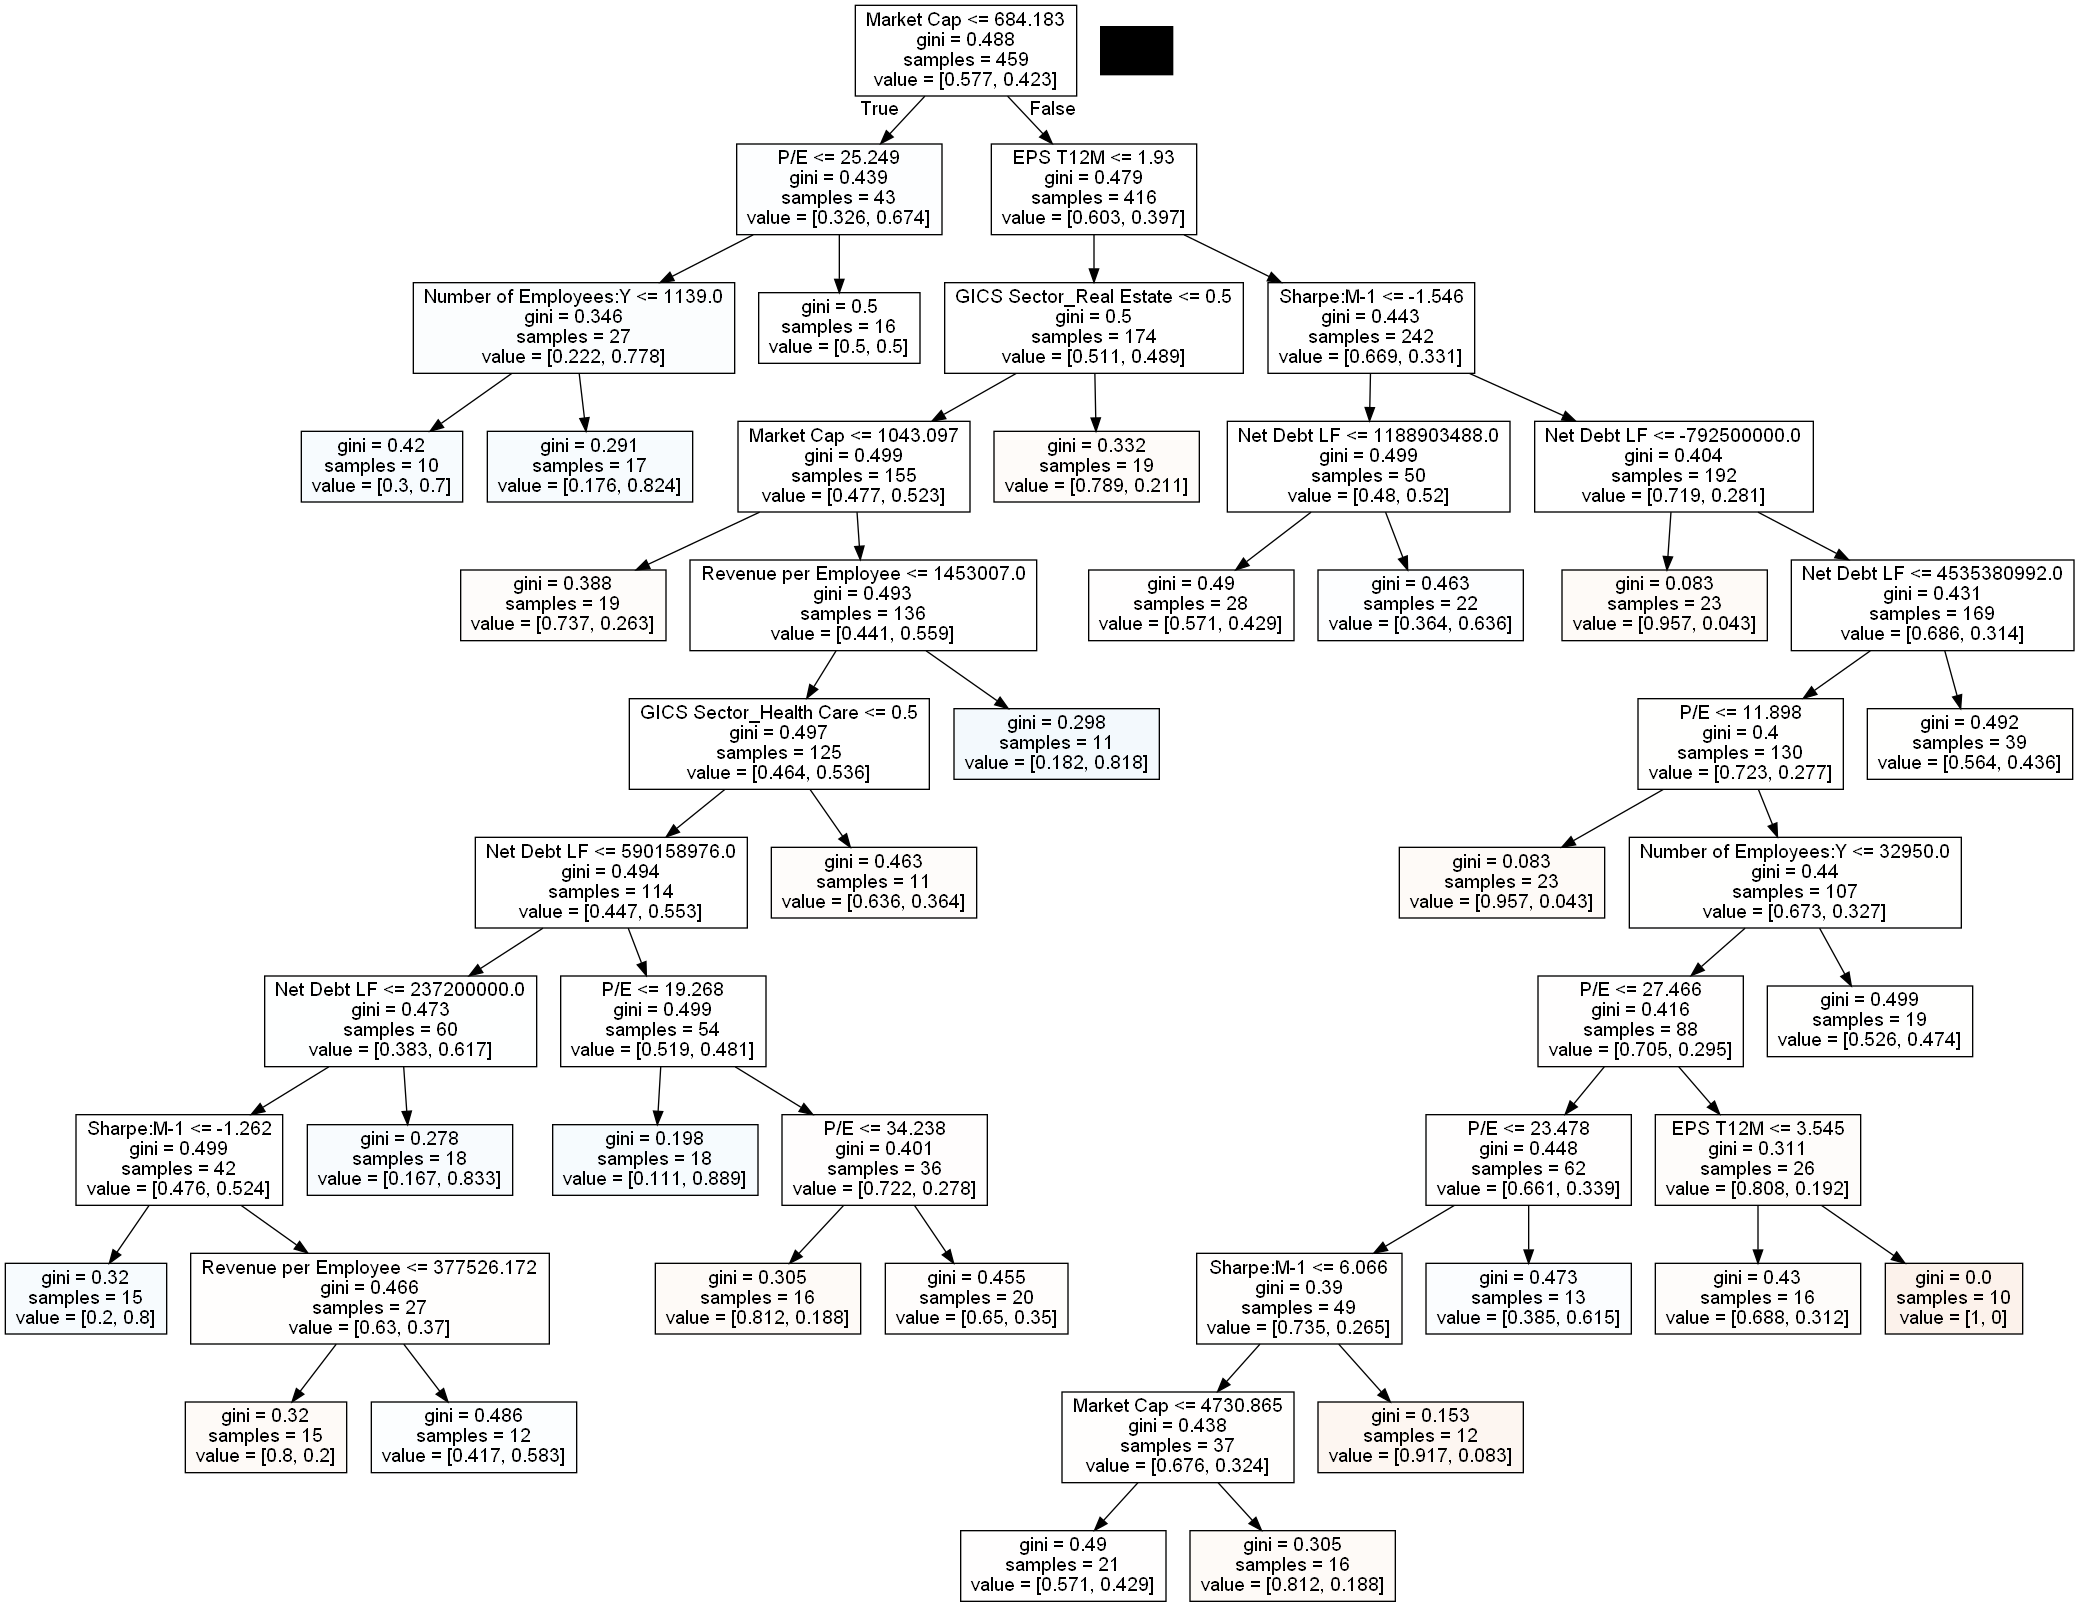 Market Cap <= 684.183
gini = 0.488
samples = 459
value = [0.577, 0.423]
True
False
P/E <= 25.249
gini = 0.439
samples = 43
value = [0.326, 0.674]
EPS T12M <= 1.93
gini = 0.479
samples = 416
value = [0.603, 0.397]
Number of Employees:Y <= 1139.0
gini = 0.346
samples = 27
value = [0.222, 0.778]
gini = 0.5
samples = 16
value = [0.5, 0.5]
GICS Sector_Real Estate <= 0.5
gini = 0.5
samples = 174
value = [0.511, 0.489]
Sharpe:M-1 <= -1.546
gini = 0.443
samples = 242
value = [0.669, 0.331]
gini = 0.42
samples = 10
value = [0.3, 0.7]
gini = 0.291
samples = 17
value = [0.176, 0.824]
Market Cap <= 1043.097
gini = 0.499
samples = 155
value = [0.477, 0.523]
gini = 0.332
samples = 19
value = [0.789, 0.211]
Net Debt LF <= 1188903488.0
gini = 0.499
samples = 50
value = [0.48, 0.52]
Net Debt LF <= -792500000.0
gini = 0.404
samples = 192
value = [0.719, 0.281]
gini = 0.388
samples = 19
value = [0.737, 0.263]
Revenue per Employee <= 1453007.0
gini = 0.493
samples = 136
value = [0.441, 0.559]
gini = 0.49
samples = 28
value = [0.571, 0.429]
gini = 0.463
samples = 22
value = [0.364, 0.636]
gini = 0.083
samples = 23
value = [0.957, 0.043]
Net Debt LF <= 4535380992.0
gini = 0.431
samples = 169
value = [0.686, 0.314]
GICS Sector_Health Care <= 0.5
gini = 0.497
samples = 125
value = [0.464, 0.536]
gini = 0.298
samples = 11
value = [0.182, 0.818]
P/E <= 11.898
gini = 0.4
samples = 130
value = [0.723, 0.277]
gini = 0.492
samples = 39
value = [0.564, 0.436]
Net Debt LF <= 590158976.0
gini = 0.494
samples = 114
value = [0.447, 0.553]
gini = 0.463
samples = 11
value = [0.636, 0.364]
gini = 0.083
samples = 23
value = [0.957, 0.043]
Number of Employees:Y <= 32950.0
gini = 0.44
samples = 107
value = [0.673, 0.327]
Net Debt LF <= 237200000.0
gini = 0.473
samples = 60
value = [0.383, 0.617]
P/E <= 19.268
gini = 0.499
samples = 54
value = [0.519, 0.481]
P/E <= 27.466
gini = 0.416
samples = 88
value = [0.705, 0.295]
gini = 0.499
samples = 19
value = [0.526, 0.474]
Sharpe:M-1 <= -1.262
gini = 0.499
samples = 42
value = [0.476, 0.524]
gini = 0.278
samples = 18
value = [0.167, 0.833]
gini = 0.198
samples = 18
value = [0.111, 0.889]
P/E <= 34.238
gini = 0.401
samples = 36
value = [0.722, 0.278]
P/E <= 23.478
gini = 0.448
samples = 62
value = [0.661, 0.339]
EPS T12M <= 3.545
gini = 0.311
samples = 26
value = [0.808, 0.192]
gini = 0.32
samples = 15
value = [0.2, 0.8]
Revenue per Employee <= 377526.172
gini = 0.466
samples = 27
value = [0.63, 0.37]
gini = 0.305
samples = 16
value = [0.812, 0.188]
gini = 0.455
samples = 20
value = [0.65, 0.35]
Sharpe:M-1 <= 6.066
gini = 0.39
samples = 49
value = [0.735, 0.265]
gini = 0.473
samples = 13
value = [0.385, 0.615]
gini = 0.43
samples = 16
value = [0.688, 0.312]
gini = 0.0
samples = 10
value = [1, 0]
gini = 0.32
samples = 15
value = [0.8, 0.2]
gini = 0.486
samples = 12
value = [0.417, 0.583]
Market Cap <= 4730.865
gini = 0.438
samples = 37
value = [0.676, 0.324]
gini = 0.153
samples = 12
value = [0.917, 0.083]
gini = 0.49
samples = 21
value = [0.571, 0.429]
gini = 0.305
samples = 16
value = [0.812, 0.188]